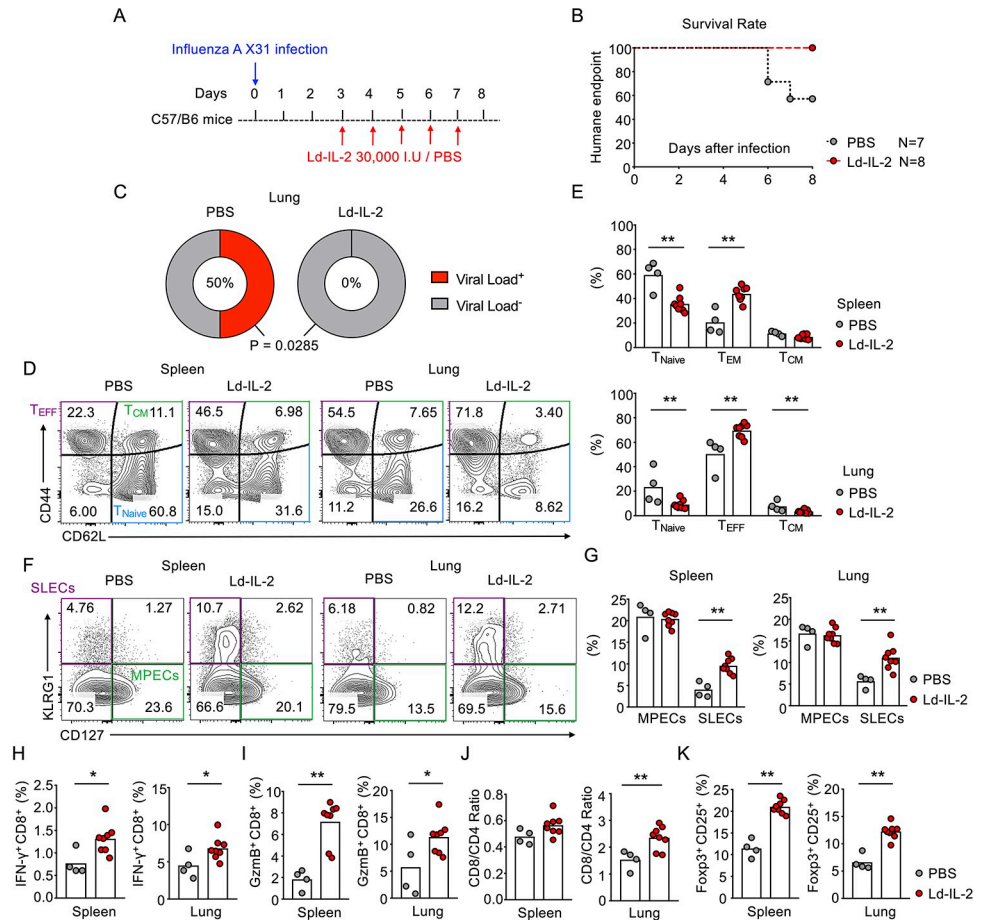 A
Influenza A X31 infection
Days 0 1 2 3 4 5 6 7 8
C57/B6 mice
Ld-IL-2 30,000 I.U / PBS
B
Survival Rate
Humane endpoint
100
80
60
40
20
0
0 2 4 6 8
Days after infection
PBS N=7
Ld-IL-2 N=8
C
Lung
PBS Ld-IL-2
50% 0%
P = 0.0285
Viral Load+
Viral Load-
D
Spleen Lung
PBS Ld-IL-2 PBS Ld-IL-2
TEFF 22.3 TCM 11.1 46.5 6.98 54.5 7.65 71.8 3.40
6.00 TNaive 60.8 15.0 31.6 11.2 26.6 16.2 8.62
CD44
CD62L
E
(%)
100
80
60
40
20
0
** **
TNaive TEM TCM
Spleen
PBS
Ld-IL-2
(%)
100
80
60
40
20
0
** ** **
TNaive TEFF TCM
Lung
PBS
Ld-IL-2
F
Spleen Lung
SLECs PBS Ld-IL-2 PBS Ld-IL-2
4.76 1.27 10.7 2.62 6.18 0.82 12.2 2.71
MPECs
70.3 23.6 66.6 20.1 79.5 13.5 69.5 15.6
KLRG1
CD127
G
Spleen
(%)
25
20
15
10
5
0
**
MPECs SLECs
Lung
(%)
25
20
15
10
5
0
**
MPECs SLECs
PBS
Ld-IL-2
H
IFN-γ+ CD8+ (%)
2.5
2.0
1.5
1.0
0.5
0.0
*
Spleen
IFN-γ+ CD8+ (%)
15
10
5
0
*
Lung
I
GzmB+ CD8+ (%)
10
8
6
4
2
0
**
Spleen
GzmB+ CD8+ (%)
20
15
10
5
0
*
Lung
J
CD8/CD4 Ratio
0.8
0.6
0.4
0.2
0.0
Spleen
CD8/CD4 Ratio
4
3
2
1
0
**
Lung
K
Foxp3+ CD25+ (%)
25
20
15
10
5
0
**
Spleen
Foxp3+ CD25+ (%)
20
15
10
5
0
**
Lung
PBS
Ld-IL-2